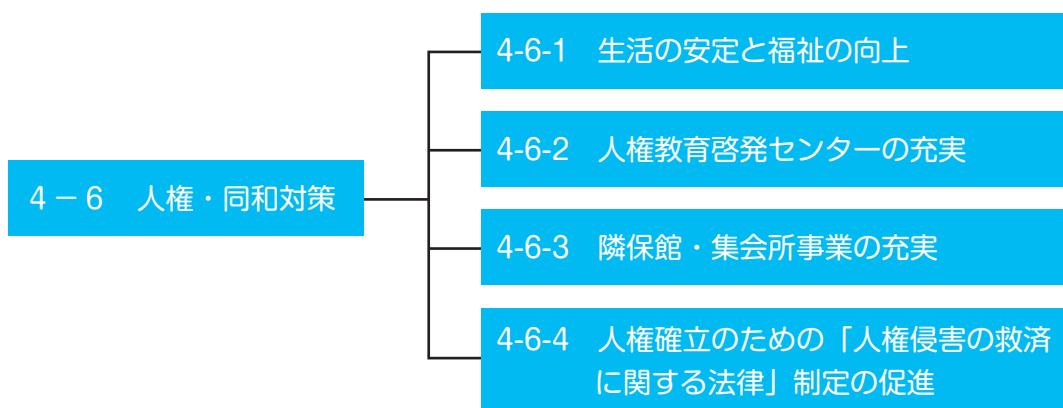 4-6-1 生活の安定と福祉の向上
4-6-2 人権教育啓発センターの充実
4−6 人権・同和対策
4-6-3 隣保館・集会所事業の充実
4-6-4 人権確立のための「人権侵害の救済
に関する法律」制定の促進